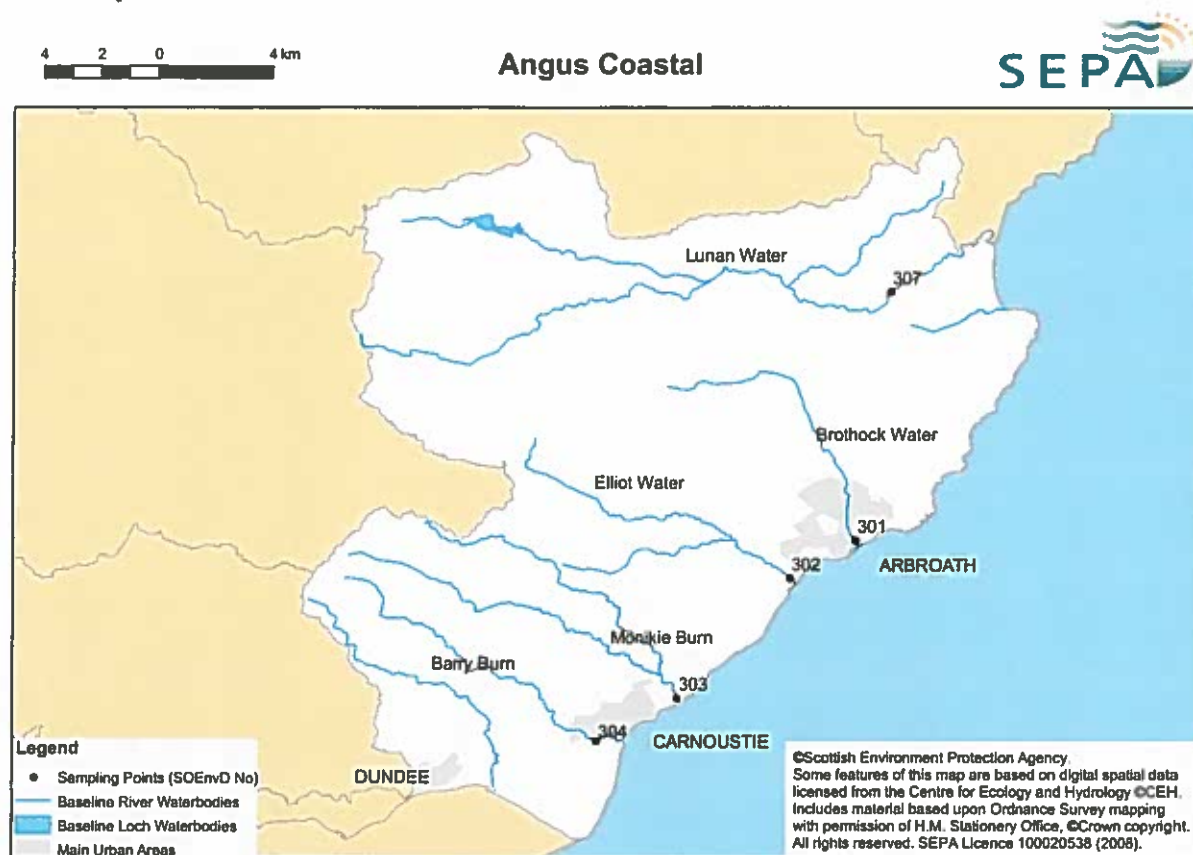 4 2 0 4 km
Angus Coastal
SEPA
Lunan Water
307
Brothock Water
Elliot Water
301
ARBROATH
302
Monikie Burn
Barry Burn
303
304
CARNOUSTIE
DUNDEE
Legend
Sampling Points (SOEnvD No)
Baseline River Waterbodies
Baseline Loch Waterbodies
Main Urban Areas
©Scottish Environment Protection Agency.
Some features of this map are based on digital spatial data
licensed from the Centre for Ecology and Hydrology ©CEH.
Includes material based upon Ordnance Survey mapping
with permission of H.M. Stationery Office, ©Crown copyright.
All rights reserved. SEPA Licence 100020538 (2008).